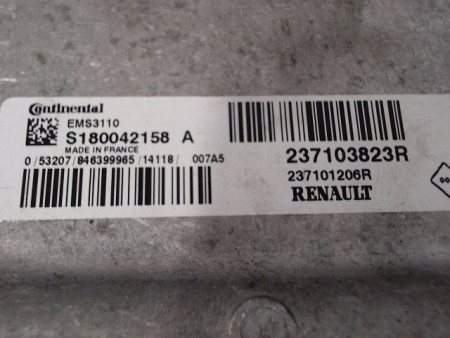 Continental
EMS3110
S180042158 A
MADE IN FRANCE
0/53207/846399965/14118/ 007A5
237103823R
237101206R
RENAULT